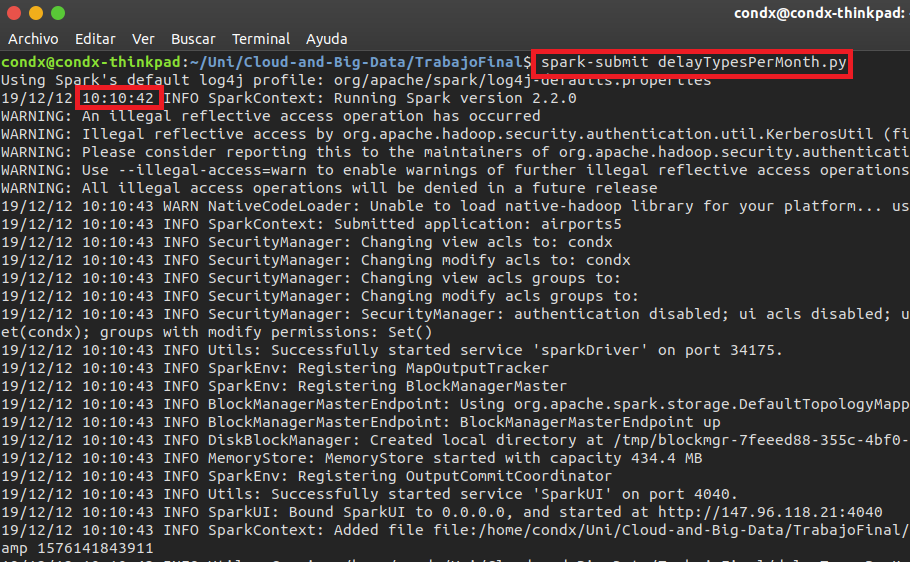 condx@condx-thinkpad:
Archivo Editar Ver Buscar Terminal Ayuda
condx@condx-thinkpad:~/Uni/Cloud-and-Big-Data/TrabajoFinal$ spark-submit delayTypesPerMonth.py
Using Spark's default log4j profile: org/apache/spark/log4j-defaults.properties
19/12/12 10:10:42 INFO SparkContext: Running Spark version 2.2.0
WARNING: An illegal reflective access operation has occurred
WARNING: Illegal reflective access by org.apache.hadoop.security.authentication.util.KerberosUtil (fi
WARNING: Please consider reporting this to the maintainers of org.apache.hadoop.security.authenticati
WARNING: Use --illegal-access=warn to enable warnings of further illegal reflective access operations
WARNING: All illegal access operations will be denied in a future release
19/12/12 10:10:43 WARN NativeCodeLoader: Unable to load native-hadoop library for your platform... us
19/12/12 10:10:43 INFO SparkContext: Submitted application: airports5
19/12/12 10:10:43 INFO SecurityManager: Changing view acls to: condx
19/12/12 10:10:43 INFO SecurityManager: Changing modify acls to: condx
19/12/12 10:10:43 INFO SecurityManager: Changing view acls groups to:
19/12/12 10:10:43 INFO SecurityManager: Changing modify acls groups to:
19/12/12 10:10:43 INFO SecurityManager: SecurityManager: authentication disabled; ui acls disabled; u
et(condx); groups with modify permissions: Set()
19/12/12 10:10:43 INFO Utils: Successfully started service 'sparkDriver' on port 34175.
19/12/12 10:10:43 INFO SparkEnv: Registering MapOutputTracker
19/12/12 10:10:43 INFO SparkEnv: Registering BlockManagerMaster
19/12/12 10:10:43 INFO BlockManagerMasterEndpoint: Using org.apache.spark.storage.DefaultTopologyMapp
19/12/12 10:10:43 INFO BlockManagerMasterEndpoint: BlockManagerMasterEndpoint up
19/12/12 10:10:43 INFO DiskBlockManager: Created local directory at /tmp/blockmgr-7feeed88-355c-4bf0-
19/12/12 10:10:43 INFO MemoryStore: MemoryStore started with capacity 434.4 MB
19/12/12 10:10:43 INFO SparkEnv: Registering OutputCommitCoordinator
19/12/12 10:10:43 INFO Utils: Successfully started service 'SparkUI' on port 4040.
19/12/12 10:10:43 INFO SparkUI: Bound SparkUI to 0.0.0.0, and started at http://147.96.118.21:4040
19/12/12 10:10:43 INFO SparkContext: Added file file:/home/condx/Uni/Cloud-and-Big-Data/TrabajoFinal/
amp 1576141843911